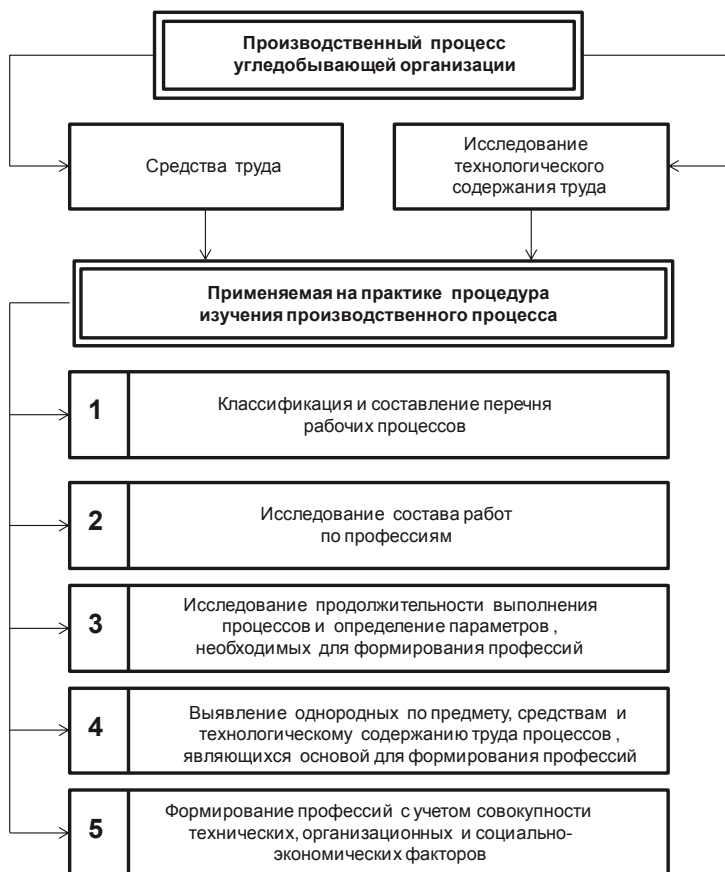 Производственный процесс
угледобывающей организации
Средства труда
Исследование
технологического
содержания труда
Применяемая на практике процедура
изучения производственного процесса
1
Классификация и составление перечня
рабочих процессов
2
Исследование состава работ
по профессиям
3
Исследование продолжительности выполнения
процессов и определение параметров ,
необходимых для формирования профессий
4
Выявление однородных по предмету, средствам и
технологическому содержанию труда процессов ,
являющихся основой для формирования профессий
5
Формирование профессий с учетом совокупности
технических, организационных и социально-
экономических факторов